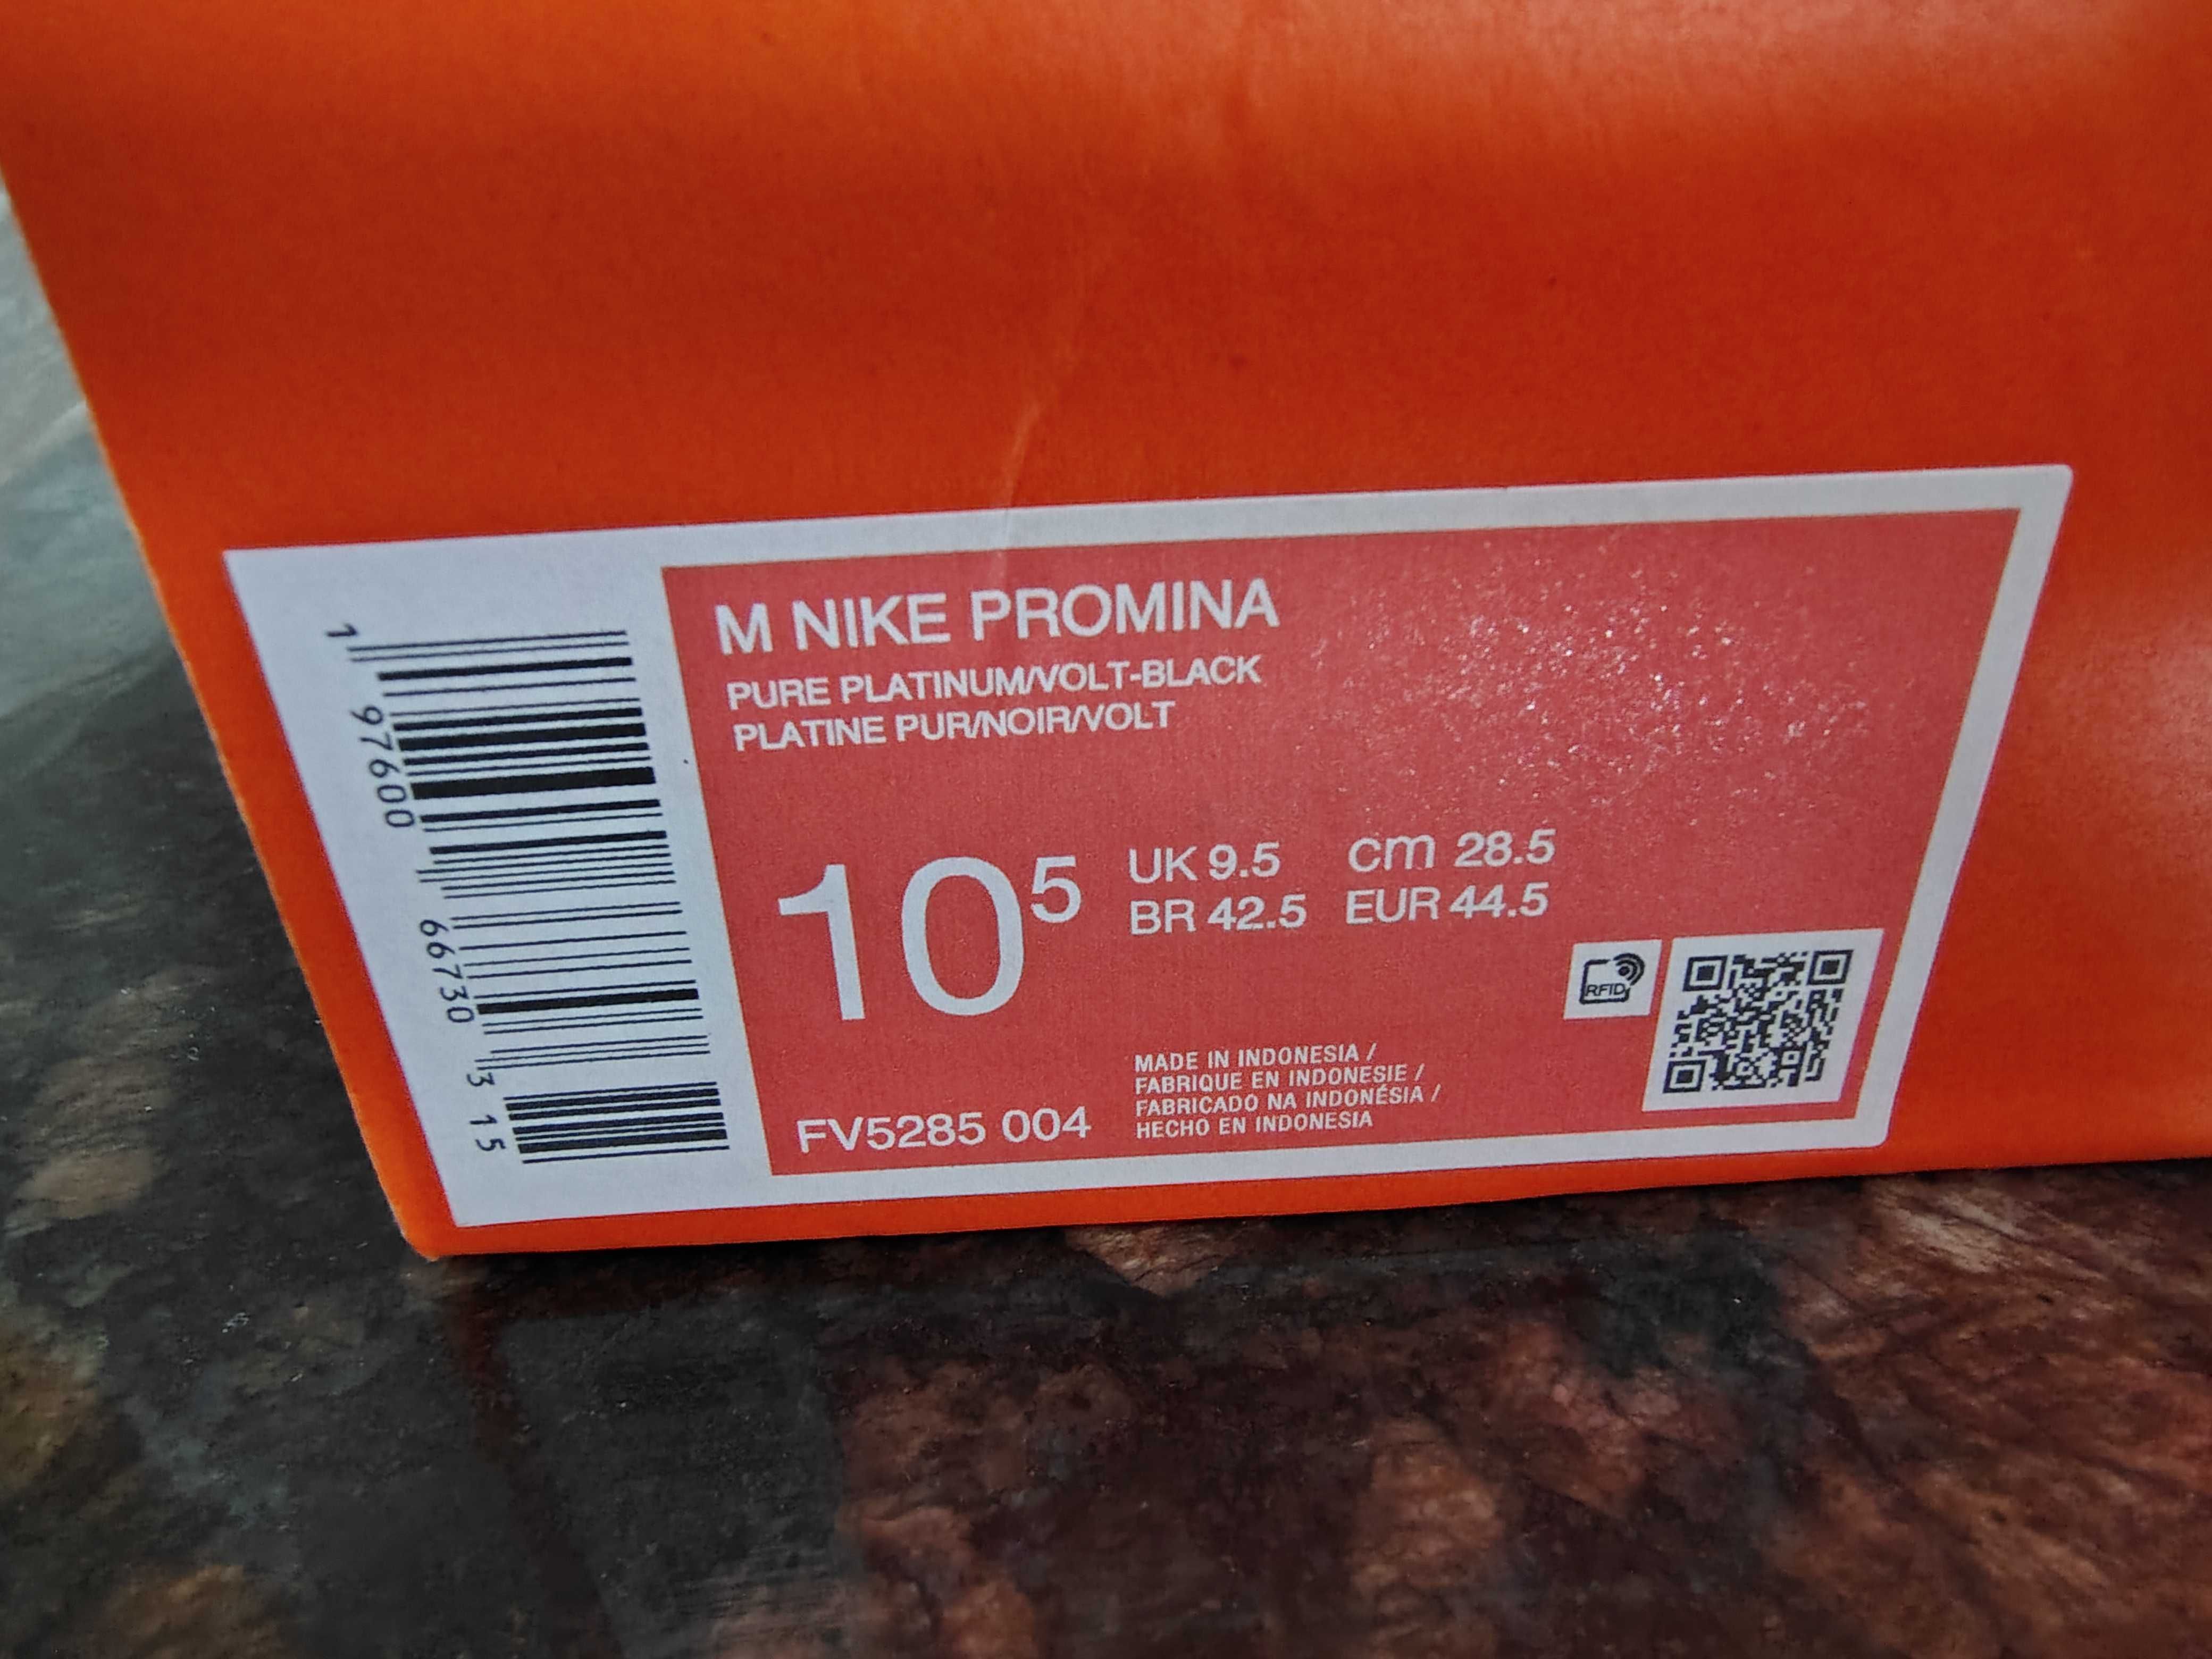 M NIKE PROMINA
PURE PLATINUM/VOLT-BLACK
PLATINE PUR/NOIR/VOLT
10 5
UK 9.5 cm 28.5
BR 42.5 EUR 44.5
RFID
MADE IN INDONESIA /
FABRIQUE EN INDONESIE /
FABRICADO NA INDONÉSIA /
HECHO EN INDONESIA
FV5285 004
1 97600 66730 3 15